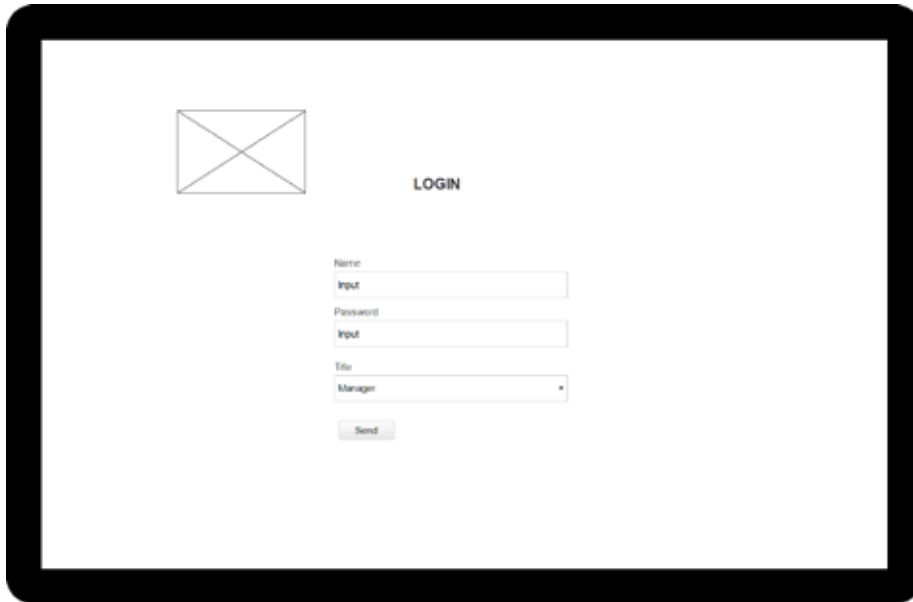 LOGIN
Name
Input
Password
Input
Title
Manager
Send